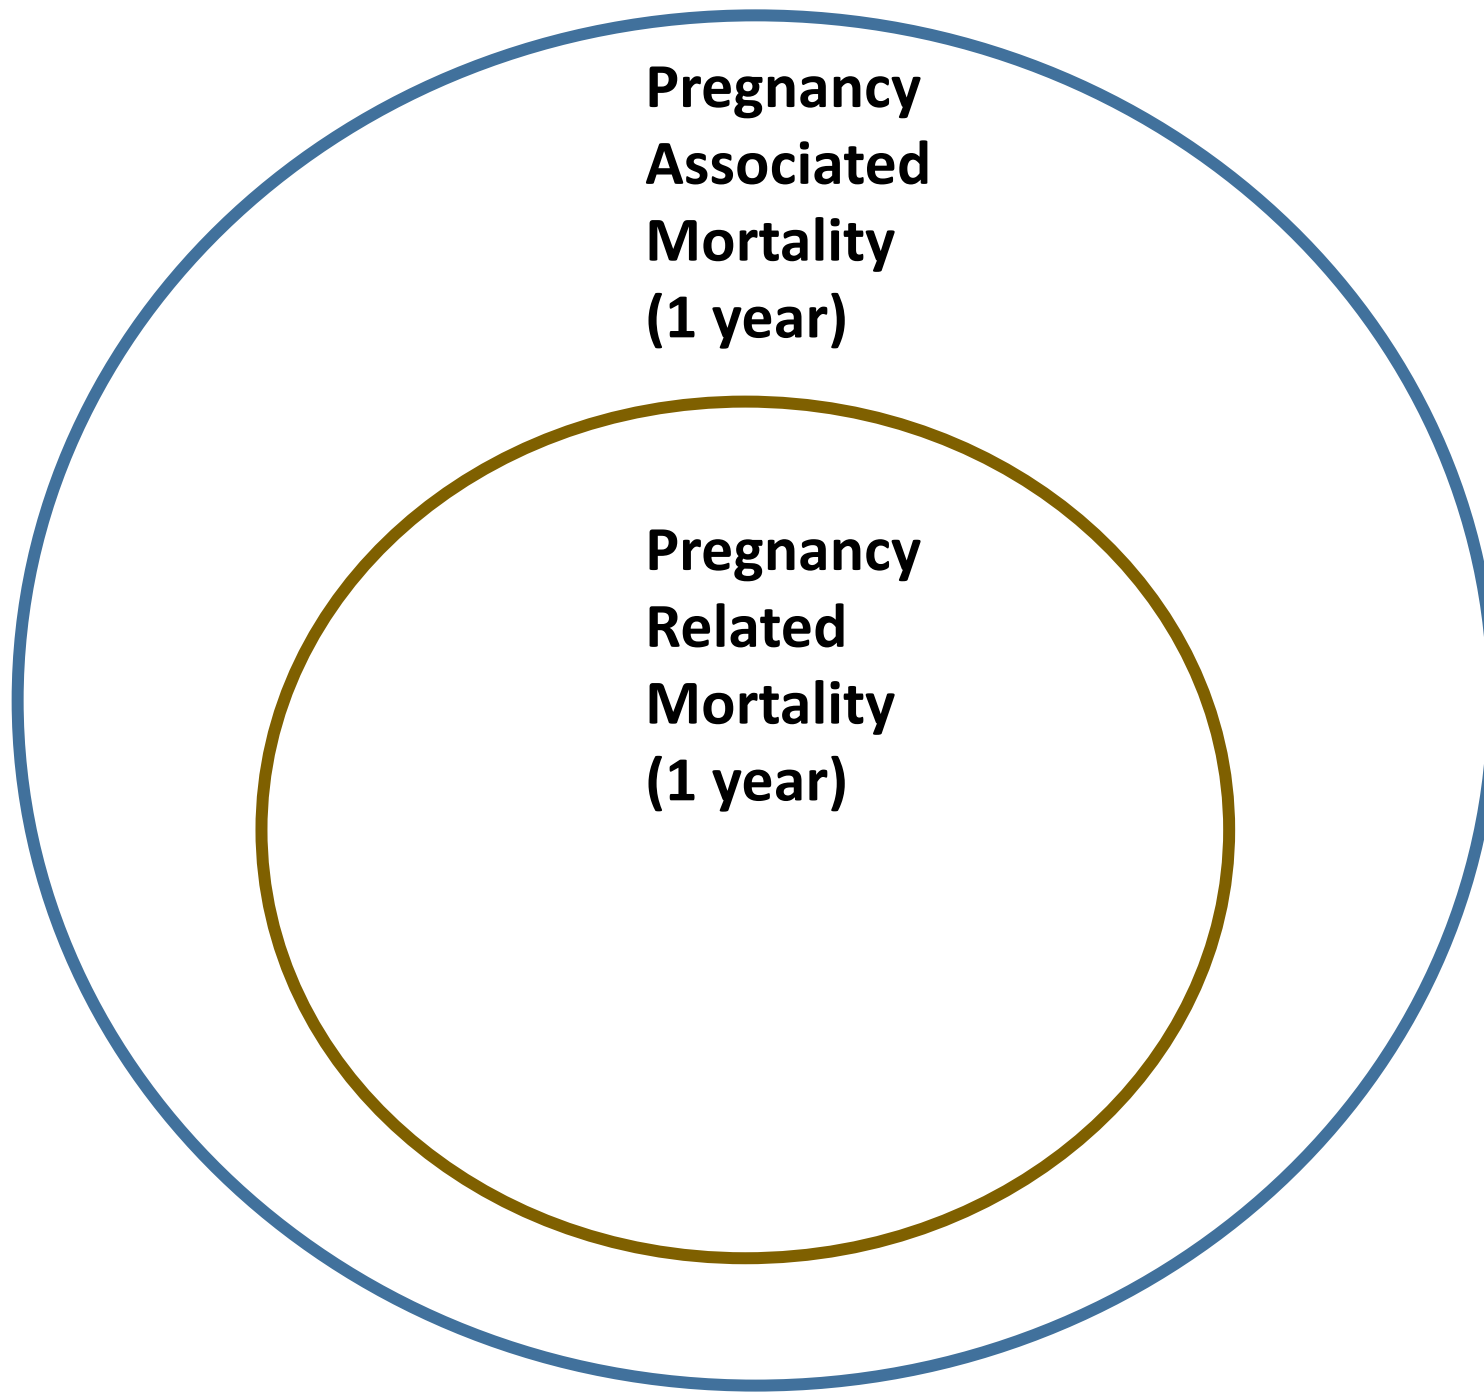 Pregnancy
Associated
Mortality
(1 year)
Pregnancy
Related
Mortality
(1 year)